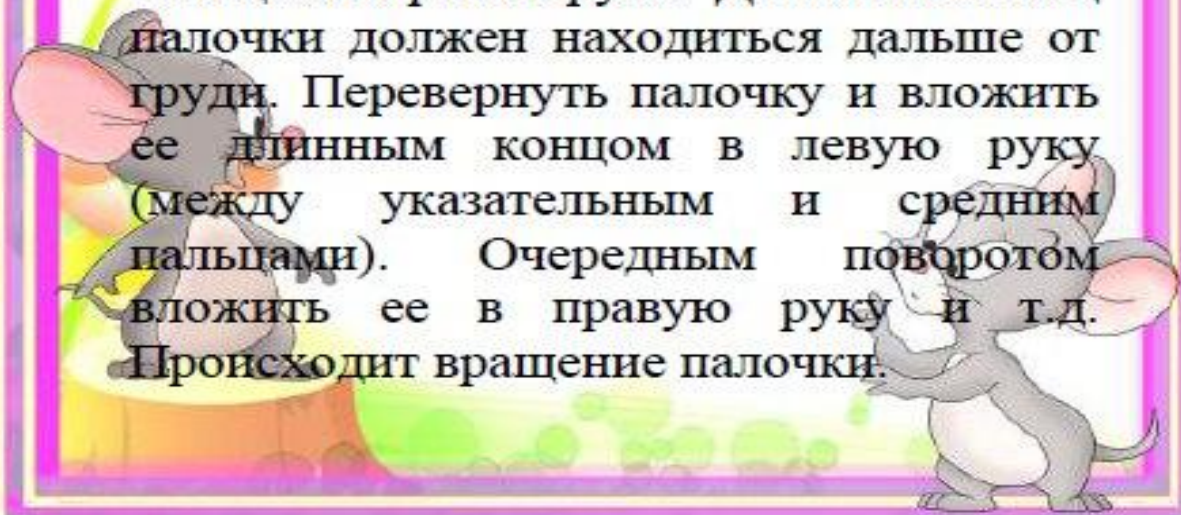 палочки должен находиться дальше от
груди. Перевернуть палочку и вложить
ее длинным концом в левую руку
(между указательным и средним
пальцами). Очередным поворотом
вложить ее в правую руку и т.д.
Происходит вращение палочки.